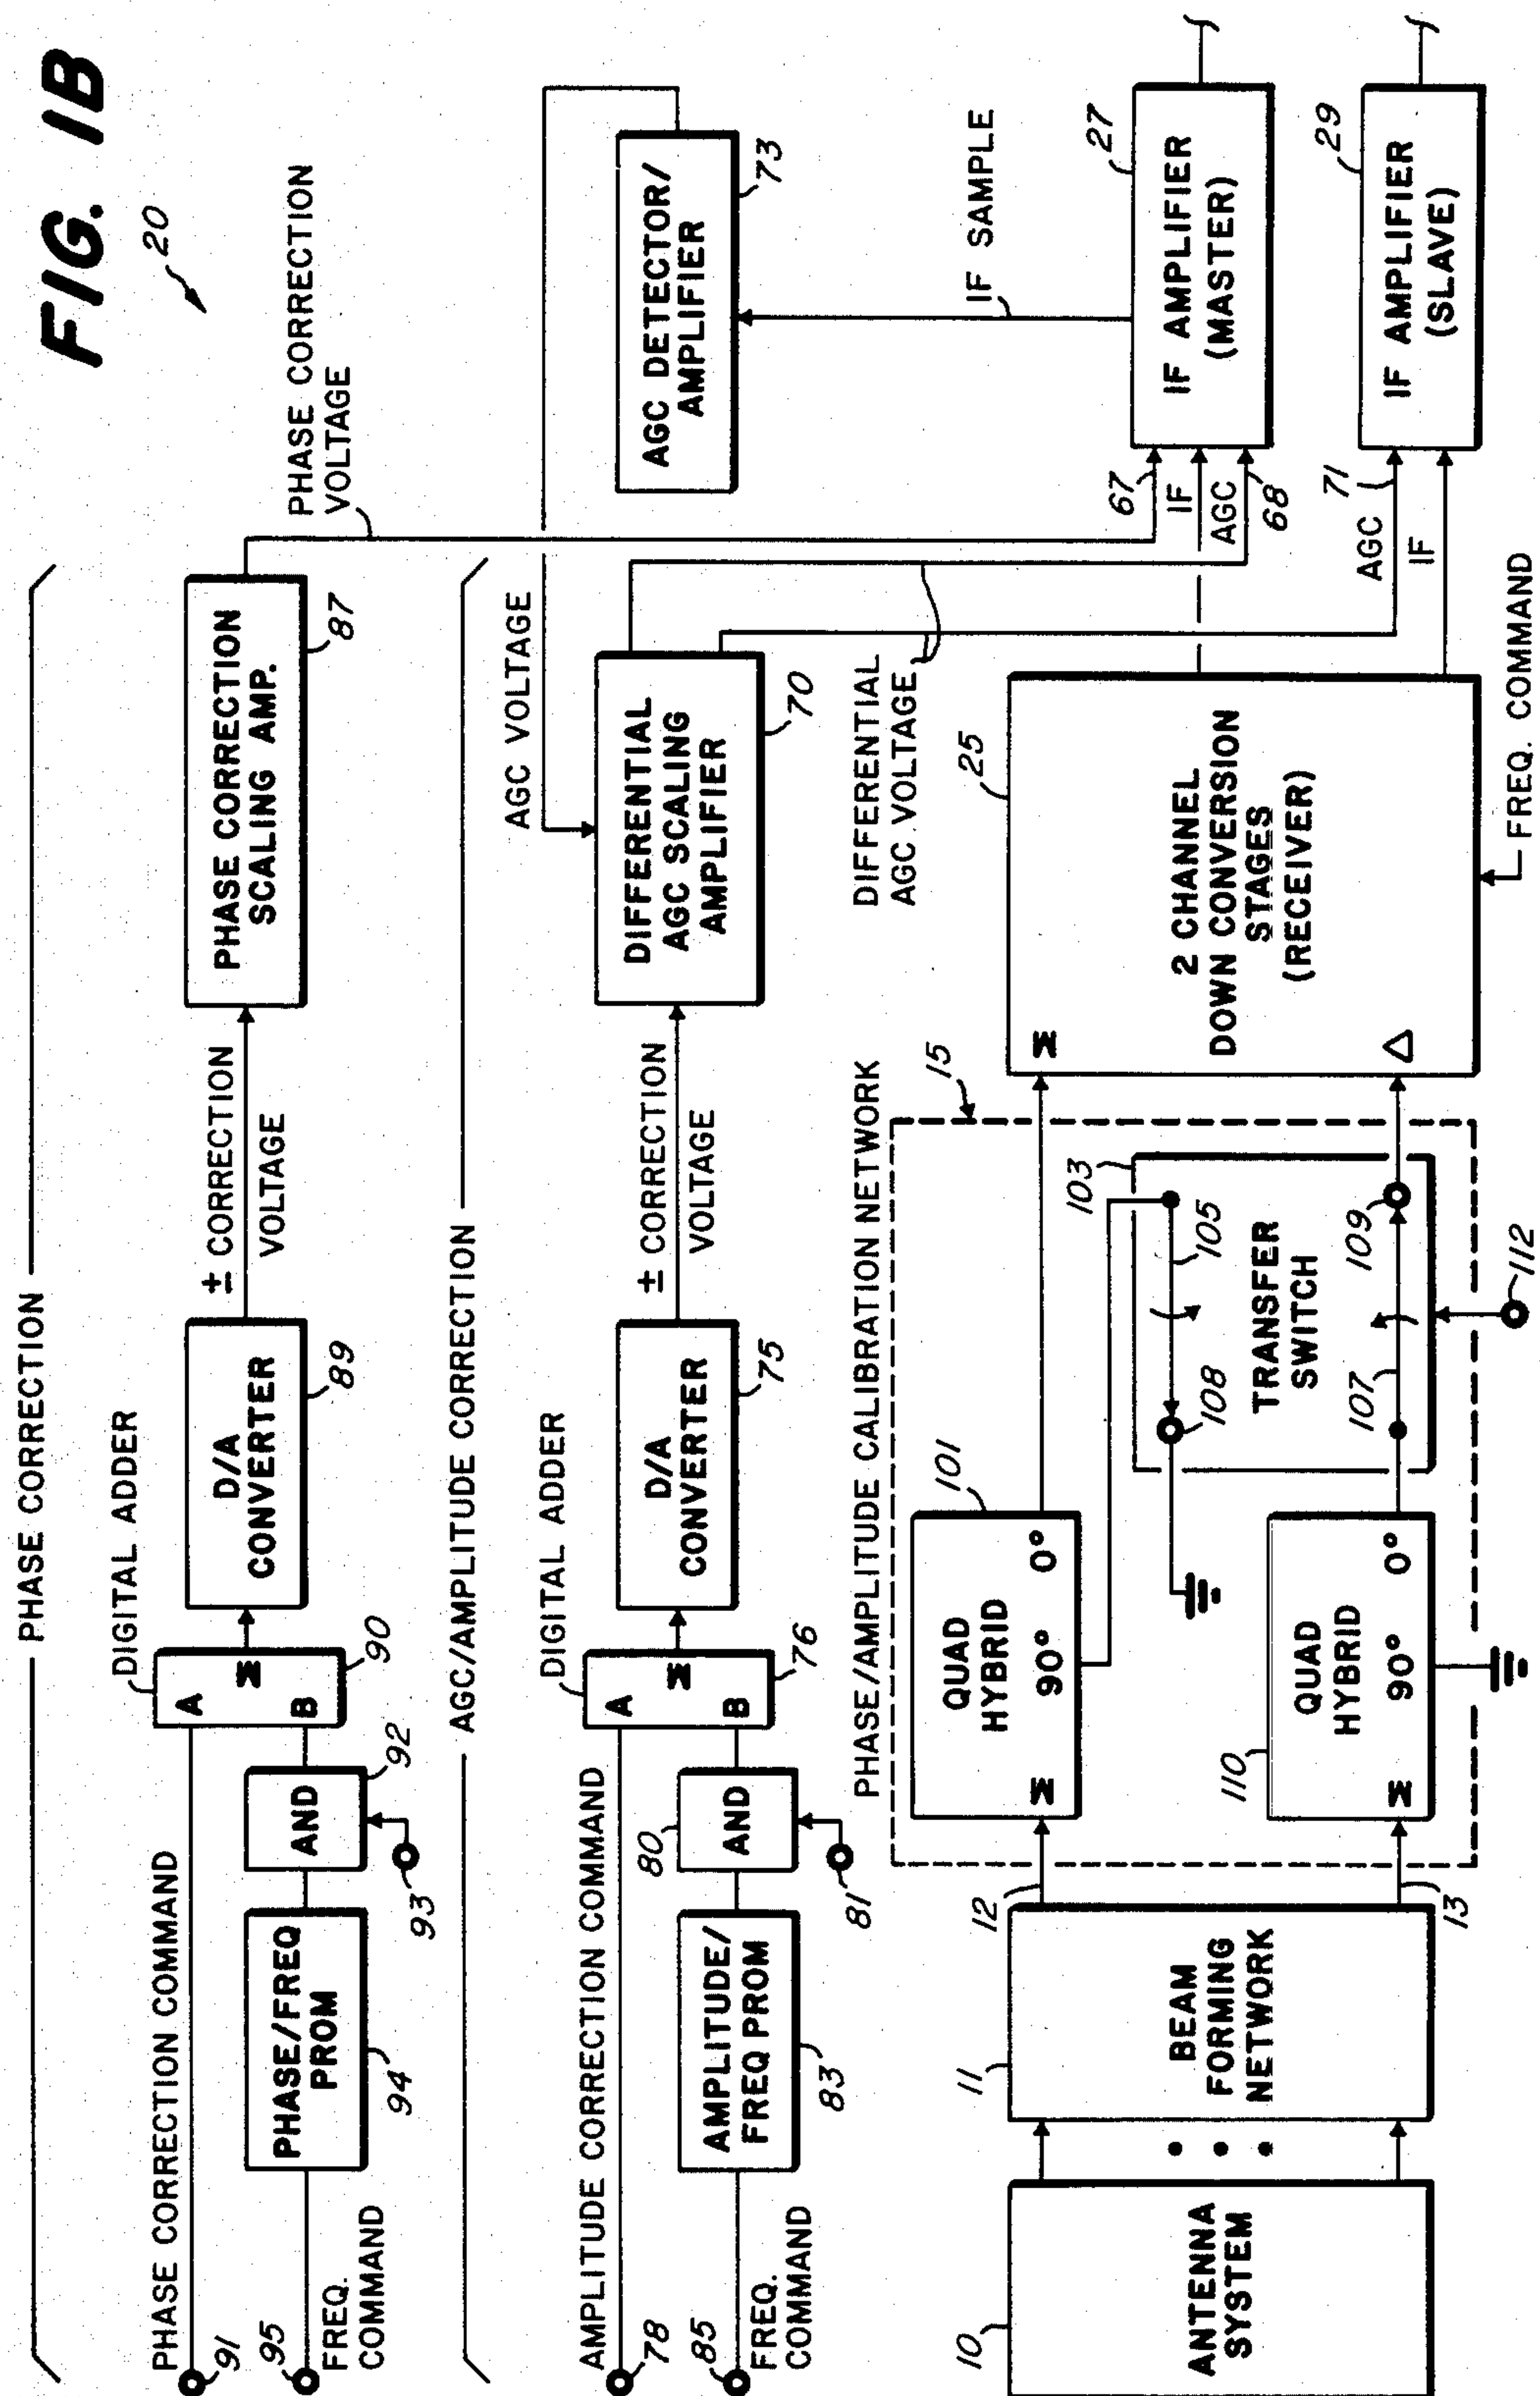 FIG. 1B
20
PHASE CORRECTION
PHASE CORRECTION COMMAND
91
95
FREQ.
COMMAND
PHASE/FREQ
PROM
94
AND
92
93
DIGITAL ADDER
A
B
Σ
90
D/A
CONVERTER
89
± CORRECTION
VOLTAGE
PHASE CORRECTION
SCALING AMP.
87
PHASE CORRECTION
VOLTAGE
AGC/AMPLITUDE CORRECTION
AMPLITUDE CORRECTION COMMAND
78
85
FREQ.
COMMAND
AMPLITUDE/
FREQ PROM
83
80
AND
81
DIGITAL ADDER
A
B
Σ
76
D/A
CONVERTER
75
± CORRECTION
VOLTAGE
AGC VOLTAGE
DIFFERENTIAL
AGC SCALING
AMPLIFIER
70
AGC DETECTOR/
AMPLIFIER
73
DIFFERENTIAL
AGC VOLTAGE
IF SAMPLE
PHASE/AMPLITUDE CALIBRATION NETWORK
15
10
ANTENNA
SYSTEM
11
BEAM
FORMING
NETWORK
12
13
QUAD
HYBRID
Σ 90° 0°
101
110
QUAD
HYBRID
Σ 90° 0°
103
105
108
TRANSFER
SWITCH
107
109
112
25
Σ
Δ
2 CHANNEL
DOWN CONVERSION
STAGES
(RECEIVER)
FREQ. COMMAND
67
IF
AGC
68
IF AMPLIFIER
(MASTER)
27
AGC
71
IF
IF AMPLIFIER
(SLAVE)
29